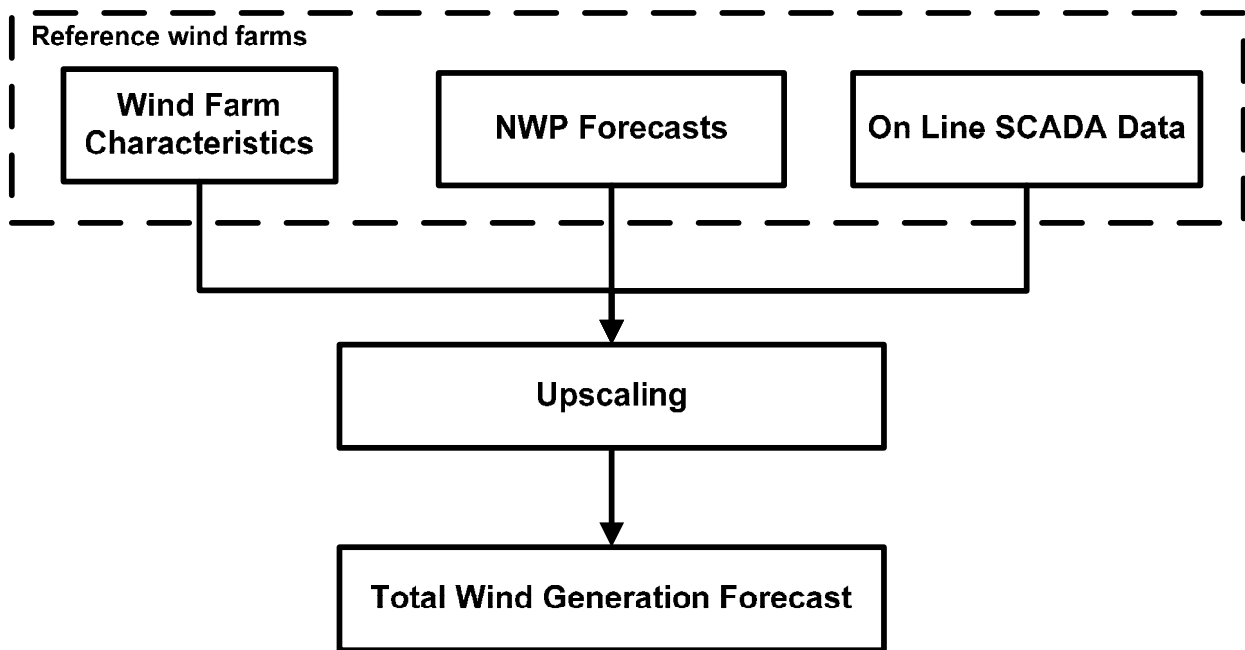 Reference wind farms
Wind Farm
Characteristics
NWP Forecasts
On Line SCADA Data
Upscaling
Total Wind Generation Forecast